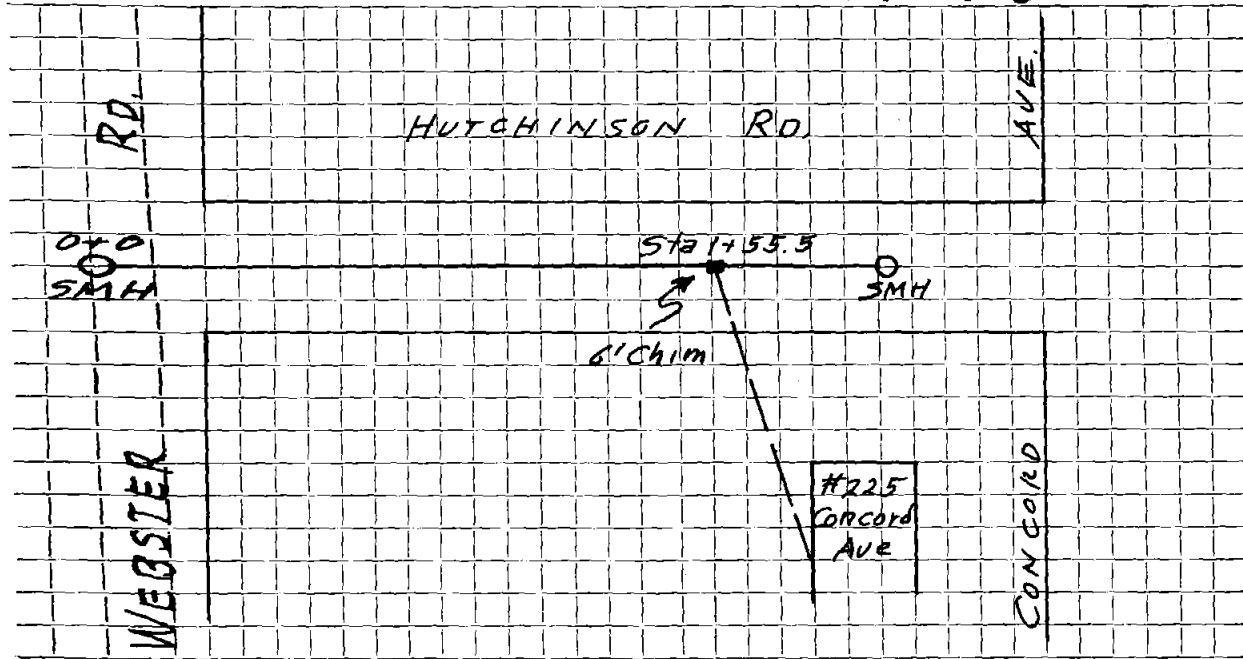 WEBSTER RD.
HUTCHINSON RD.
CONCORD AVE.
0+0
SMH
Sta 1+55.5
SMH
6' Chim
#225
Concord
Ave